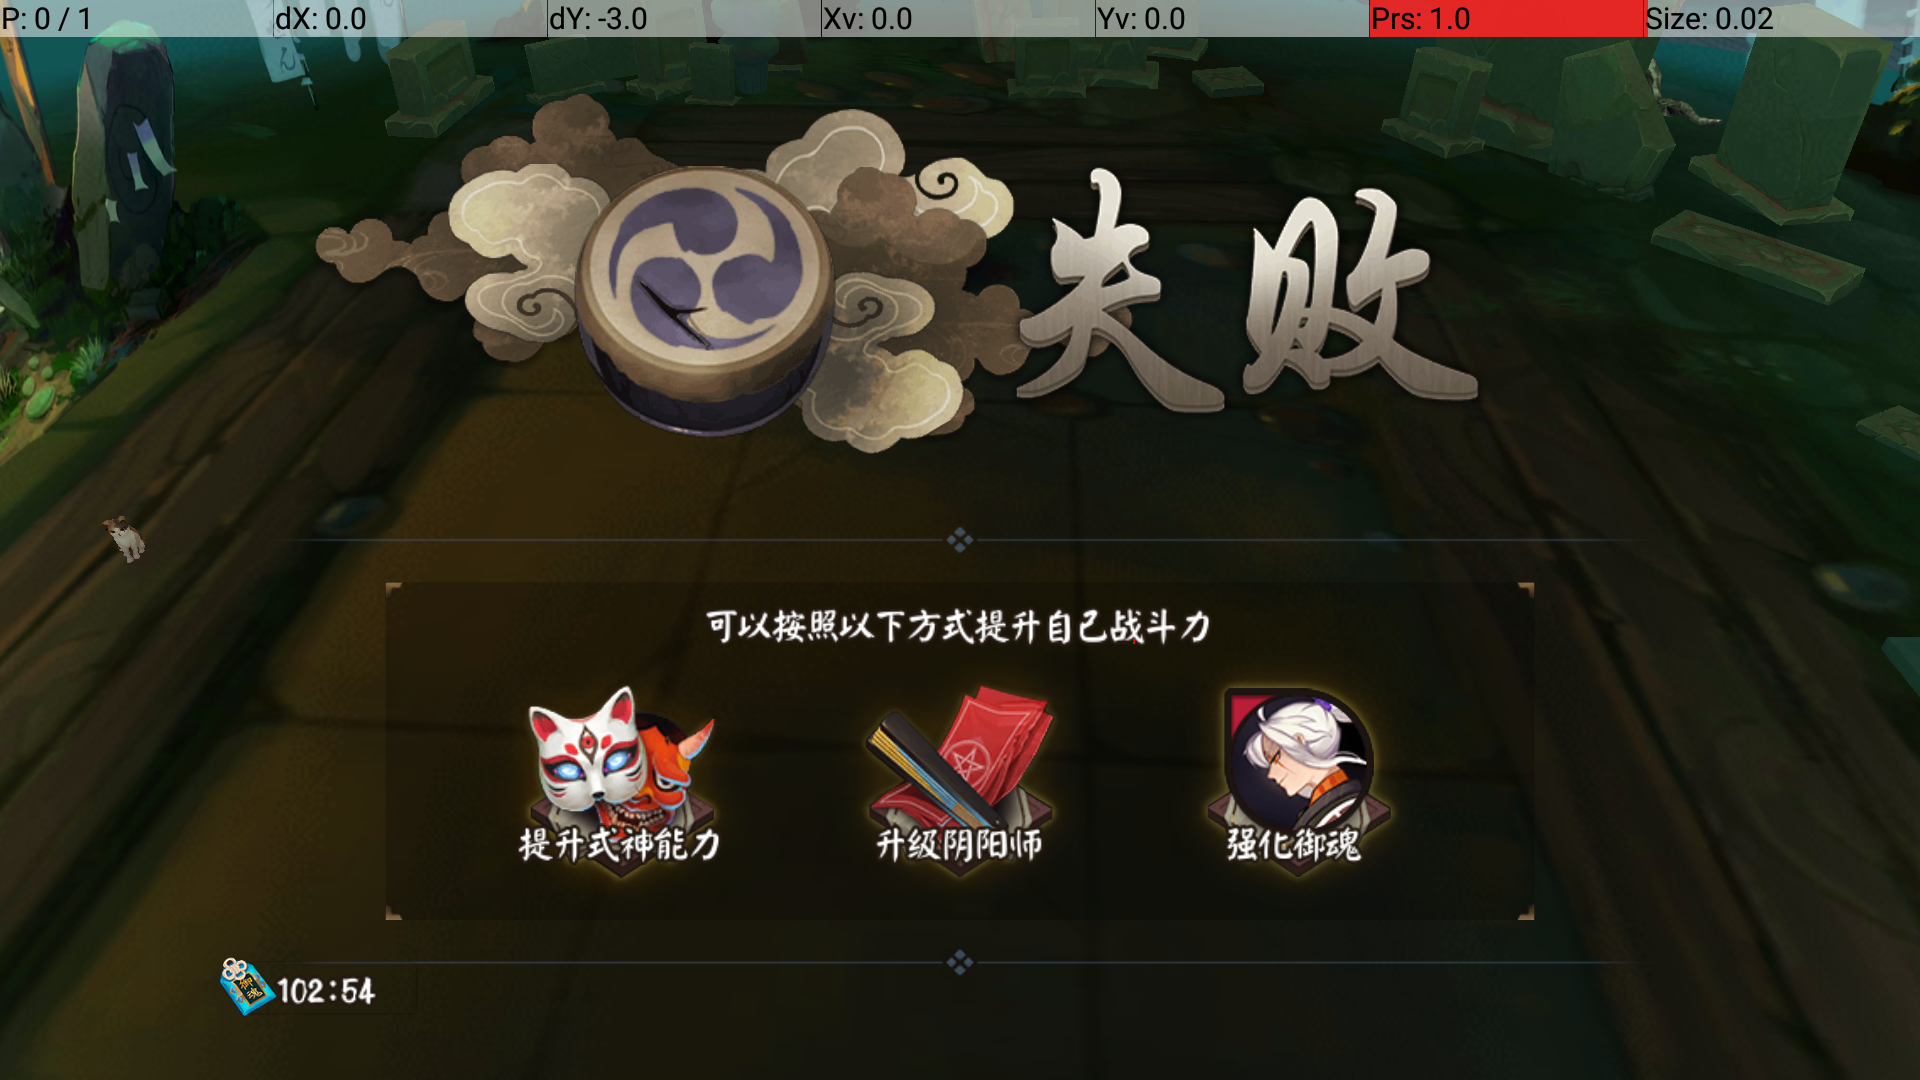 P: 0 / 1
dX: 0.0
dY: -3.0
Xv: 0.0
Yv: 0.0
Prs: 1.0
Size: 0.02
失败
可以按照以下方式提升自己战斗力
提升式神能力
升级阴阳师
强化御魂
御魂
102:54